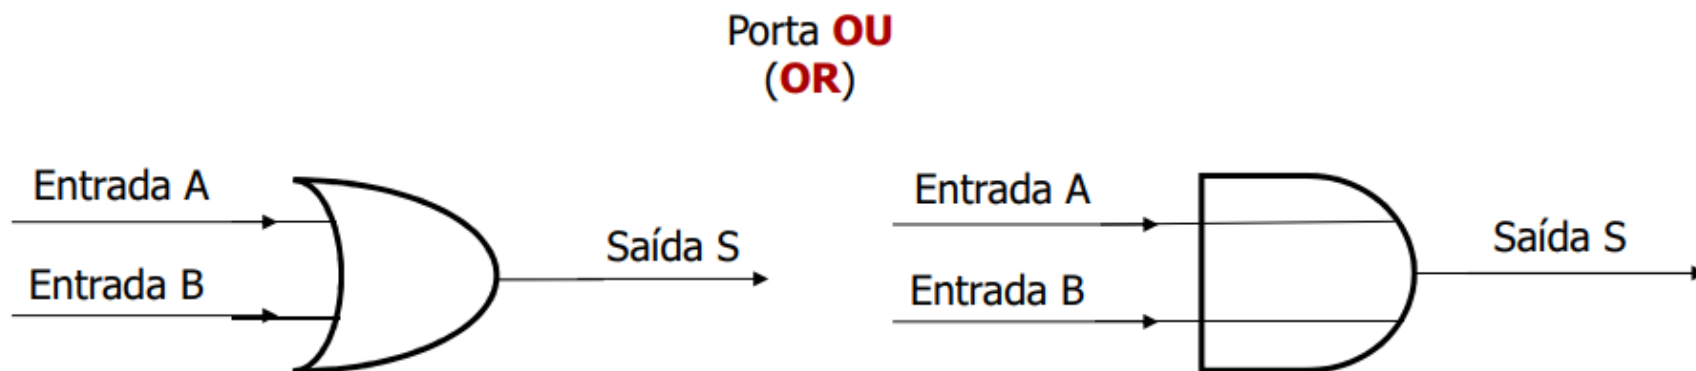 Porta OU
(OR)
Entrada A
Entrada B
Saída S
Entrada A
Entrada B
Saída S